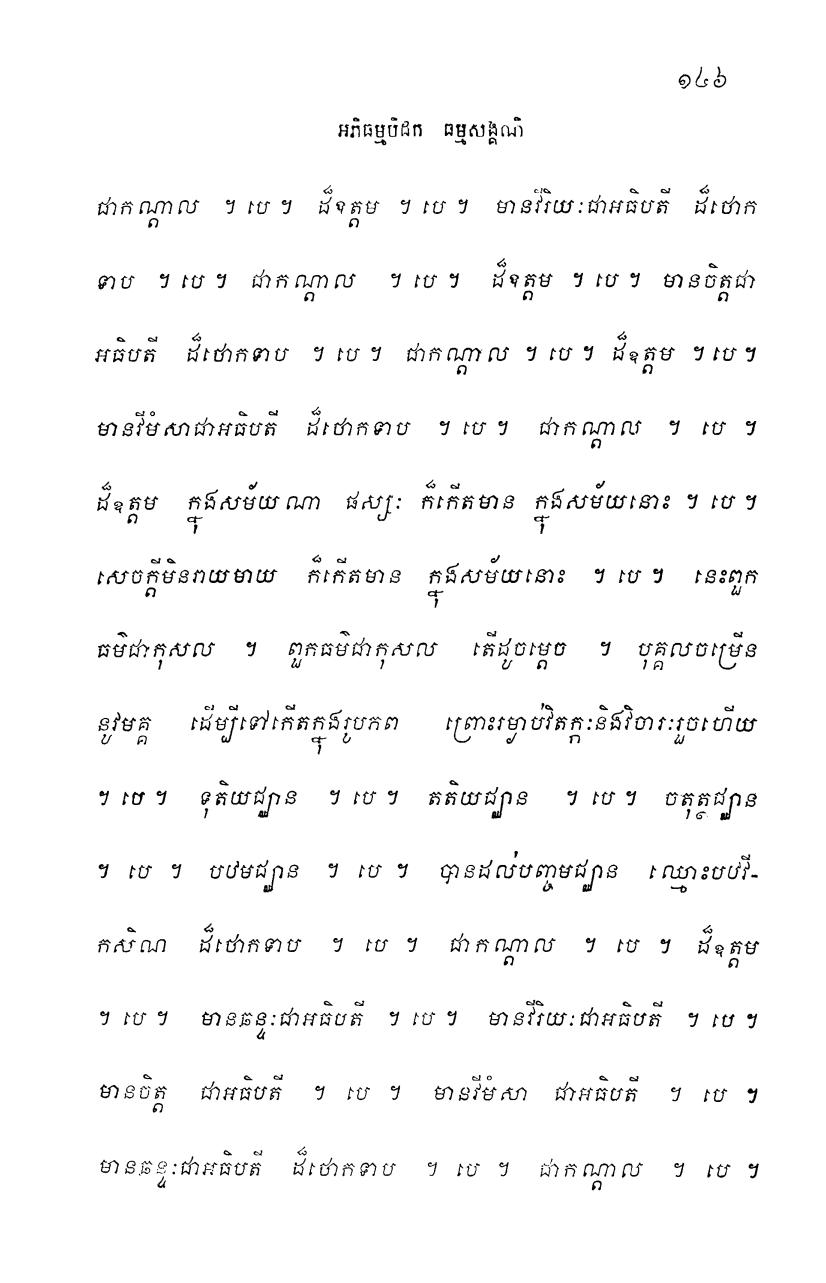 ១៤៦
អភិធម្មបិដក ធម្មសង្គណិ
ជាកណ្តាល ។ បេ ។ ដ៏ឧត្តម ។ បេ ។ មានវីរិយៈជាអធិបតី ដ៏ថោក
ទាប ។ បេ ។ ជាកណ្តាល ។ បេ ។ ដ៏ឧត្តម ។ បេ ។ មានចិត្តជា
អធិបតី ដ៏ថោកទាប ។ បេ ។ ជាកណ្តាល ។ បេ ។ ដ៏ឧត្តម ។ បេ ។
មានវីមំសាជាអធិបតី ដ៏ថោកទាប ។ បេ ។ ជាកណ្តាល ។ បេ ។
ដ៏ឧត្តម ក្នុងសម័យណា ផស្សៈ ក៏កើតមាន ក្នុងសម័យនោះ ។ បេ ។
សេចក្តីមិនរាយមាយ ក៏កើតមាន ក្នុងសម័យនោះ ។ បេ ។ នេះពួក
ធម៌ជាកុសល ។ ពួកធម៌ជាកុសល តើដូចម្តេច ។ បុគ្គលចម្រើន
នូវមគ្គ ដើម្បីទៅកើតក្នុងរូបភព ព្រោះរម្ងាប់វិតក្កៈនិងវិចារៈរួចហើយ
។ បេ ។ ទុតិយជ្ឈាន ។ បេ ។ តតិយជ្ឈាន ។ បេ ។ ចតុត្ថជ្ឈាន
។ បេ ។ បឋមជ្ឈាន ។ បេ ។ បានដល់បញ្ចមជ្ឈាន ឈ្មោះបឋវី-
កសិណ ដ៏ថោកទាប ។ បេ ។ ជាកណ្តាល ។ បេ ។ ដ៏ឧត្តម
។ បេ ។ មានឆន្ទៈជាអធិបតី ។ បេ ។ មានវីរិយៈជាអធិបតី ។ បេ ។
មានចិត្ត ជាអធិបតី ។ បេ ។ មានវីមំសា ជាអធិបតី ។ បេ ។
មានឆន្ទៈជាអធិបតី ដ៏ថោកទាប ។ បេ ។ ជាកណ្តាល ។ បេ ។